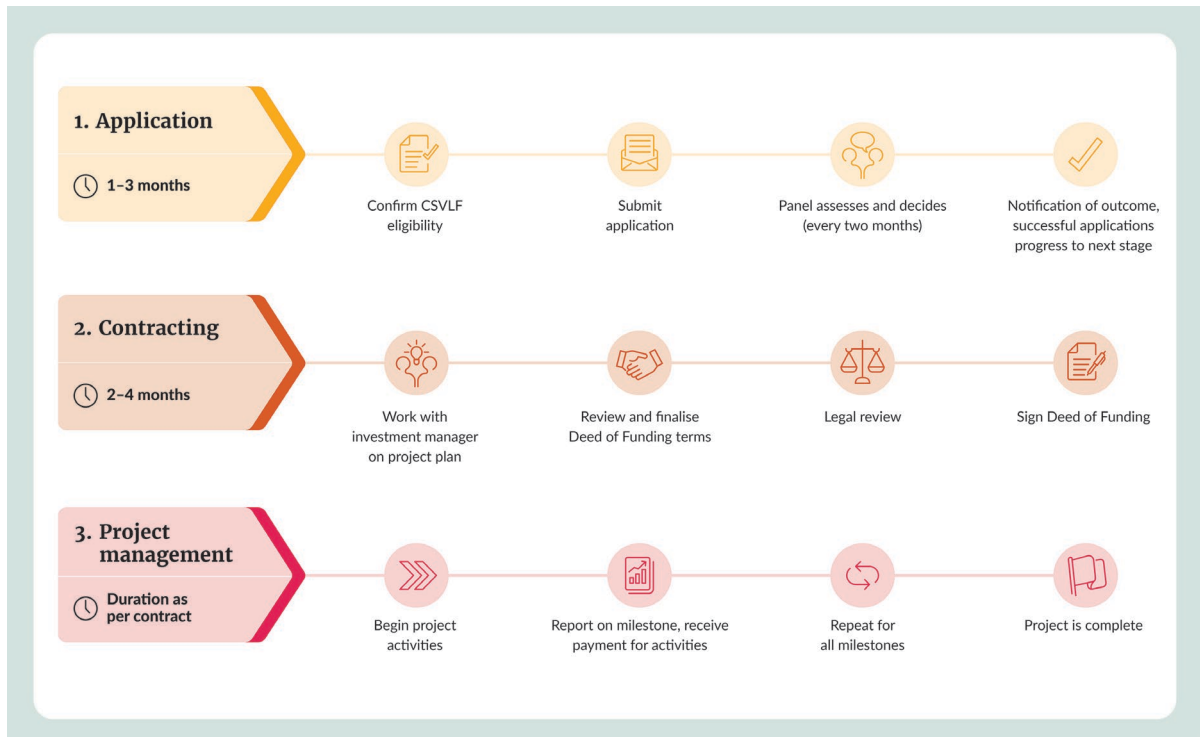 1. Application
1–3 months
Confirm CSVLF
eligibility
Submit
application
Panel assesses and decides
(every two months)
Notification of outcome,
successful applications
progress to next stage
2. Contracting
2–4 months
Work with
investment manager
on project plan
Review and finalise
Deed of Funding terms
Legal review
Sign Deed of Funding
3. Project
management
Duration as
per contract
Begin project
activities
Report on milestone, receive
payment for activities
Repeat for
all milestones
Project is complete